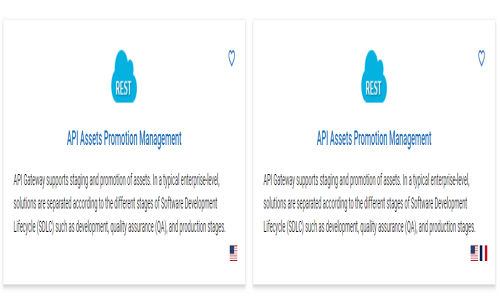 REST
API Assets Promotion Management
API Gateway supports staging and promotion of assets. In a typical enterprise-level,
solutions are separated according to the different stages of Software Development
Lifecycle (SDLC) such as development, quality assurance (QA), and production stages.
REST
API Assets Promotion Management
API Gateway supports staging and promotion of assets. In a typical enterprise-level,
solutions are separated according to the different stages of Software Development
Lifecycle (SDLC) such as development, quality assurance (QA), and production stages.